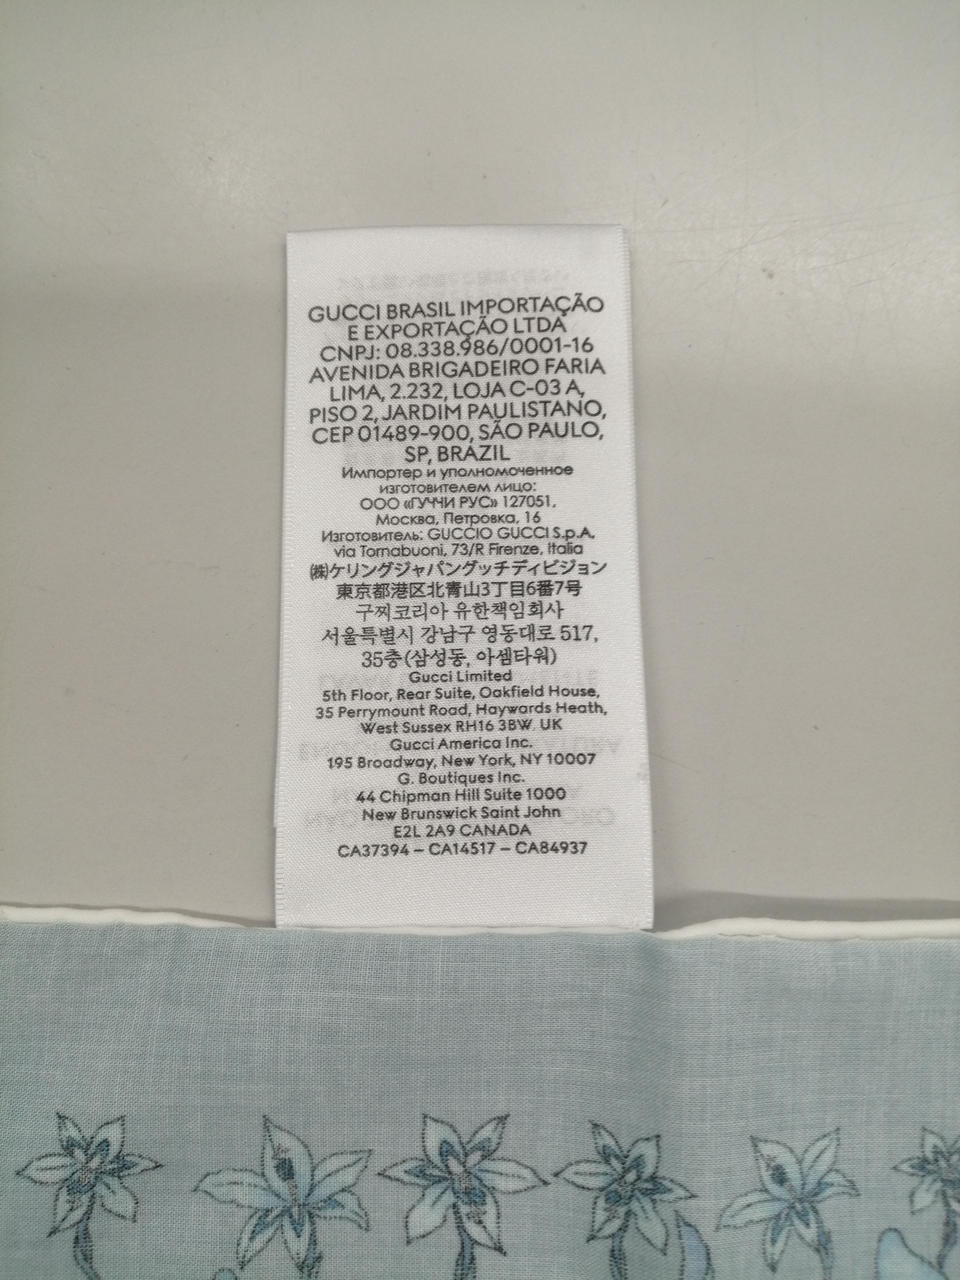 GUCCI BRASIL IMPORTAÇÃO
E EXPORTAÇÃO LTDA
CNPJ: 08.338.986/0001-16
AVENIDA BRIGADEIRO FARIA
LIMA, 2.232, LOJA C-03 A,
PISO 2, JARDIM PAULISTANO,
CEP 01489-900, SÃO PAULO,
SP, BRAZIL
Импортер и уполномоченное
изготовителем лицо:
ООО «ГУЧЧИ РУС» 127051,
Москва, Петровка, 16
Изготовитель: GUCCIO GUCCI S.p.A.
via Tornabuoni, 73/R Firenze, Italia
㈱ケリングジャパングッチディビジョン
東京都港区北青山3丁目6番7号
구찌코리아 유한책임회사
서울특별시 강남구 영동대로 517,
35층(삼성동, 아셈타워)
Gucci Limited
5th Floor, Rear Suite, Oakfield House,
35 Perrymount Road, Haywards Heath,
West Sussex RH16 3BW. UK
Gucci America Inc.
195 Broadway, New York, NY 10007
G. Boutiques Inc.
44 Chipman Hill Suite 1000
New Brunswick Saint John
E2L 2A9 CANADA
CA37394 – CA14517 – CA84937